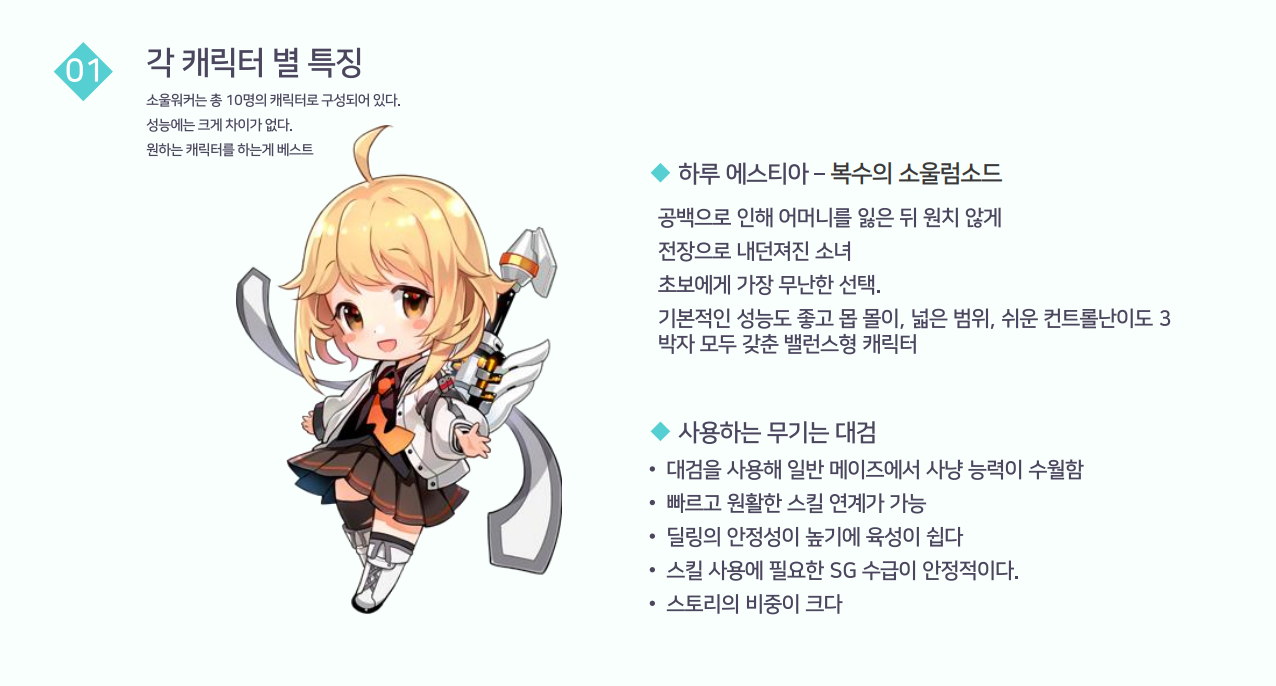 01
각 캐릭터 별 특징
소울워커는 총 10명의 캐릭터로 구성되어 있다.
성능에는 크게 차이가 없다.
원하는 캐릭터를 하는게 베스트
하루 에스티아 – 복수의 소울럼소드
공백으로 인해 어머니를 잃은 뒤 원치 않게
전장으로 내던져진 소녀
초보에게 가장 무난한 선택.
기본적인 성능도 좋고 몹 몰이, 넓은 범위, 쉬운 컨트롤난이도 3
박자 모두 갖춘 밸런스형 캐릭터
사용하는 무기는 대검
• 대검을 사용해 일반 메이즈에서 사냥 능력이 수월함
• 빠르고 원활한 스킬 연계가 가능
• 딜링의 안정성이 높기에 육성이 쉽다
• 스킬 사용에 필요한 SG 수급이 안정적이다.
• 스토리의 비중이 크다